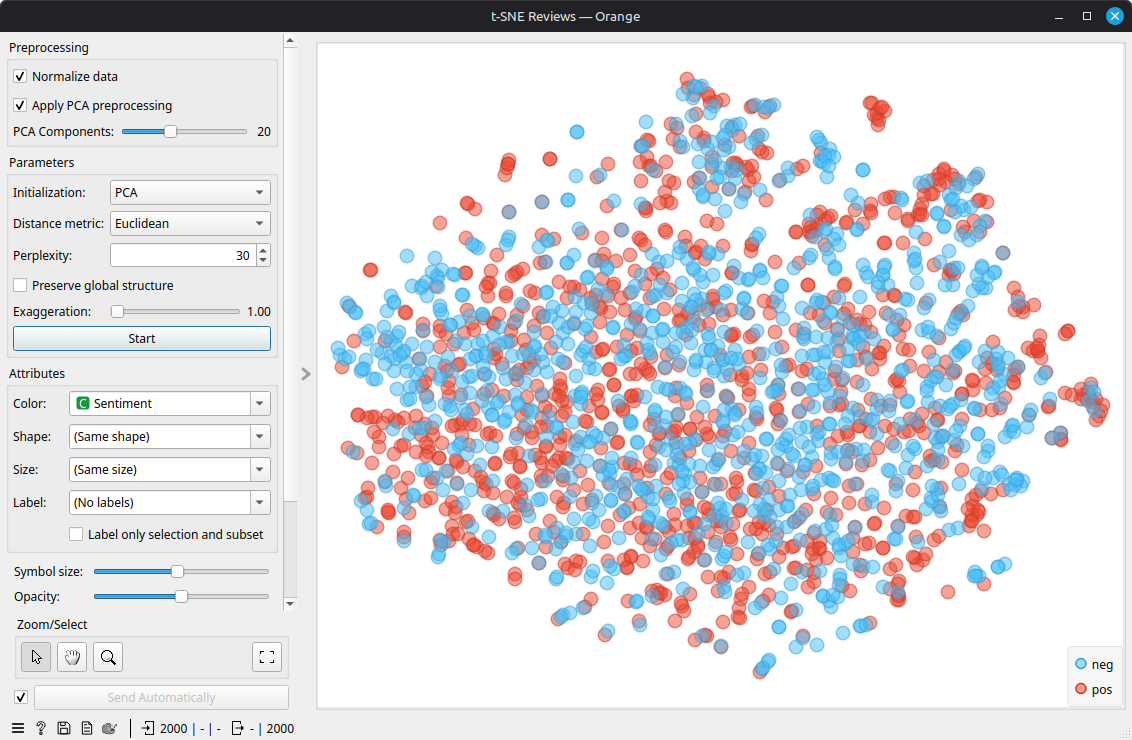 t-SNE Reviews — Orange
Preprocessing
Normalize data
Apply PCA preprocessing
PCA Components: 20
Parameters
Initialization: PCA
Distance metric: Euclidean
Perplexity: 30
Preserve global structure
Exaggeration: 1.00
Start
Attributes
Color: C Sentiment
Shape: (Same shape)
Size: (Same size)
Label: (No labels)
Label only selection and subset
Symbol size:
Opacity:
Zoom/Select
Send Automatically
2000 | - | - - | 2000
neg
pos